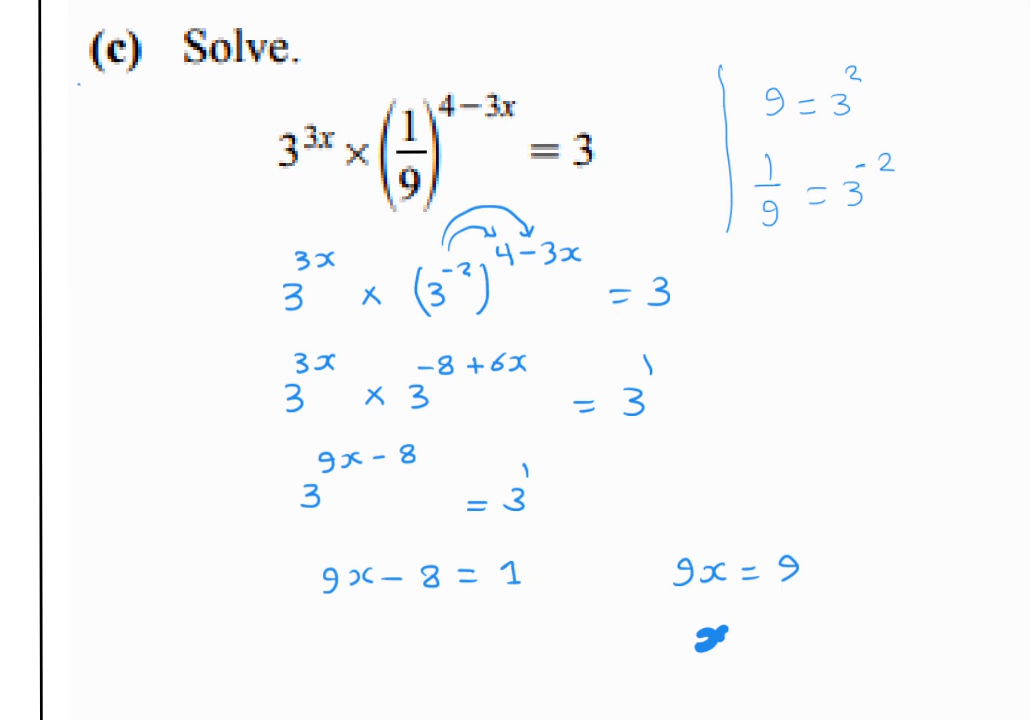 (c) Solve.
3^{3x} × (1/9)^{4-3x} = 3
9 = 3^2
1/9 = 3^{-2}
3^{3x} × (3^{-2})^{4-3x} = 3
3^{3x} × 3^{-8+6x} = 3^1
3^{9x-8} = 3^1
9x - 8 = 1
9x = 9
x